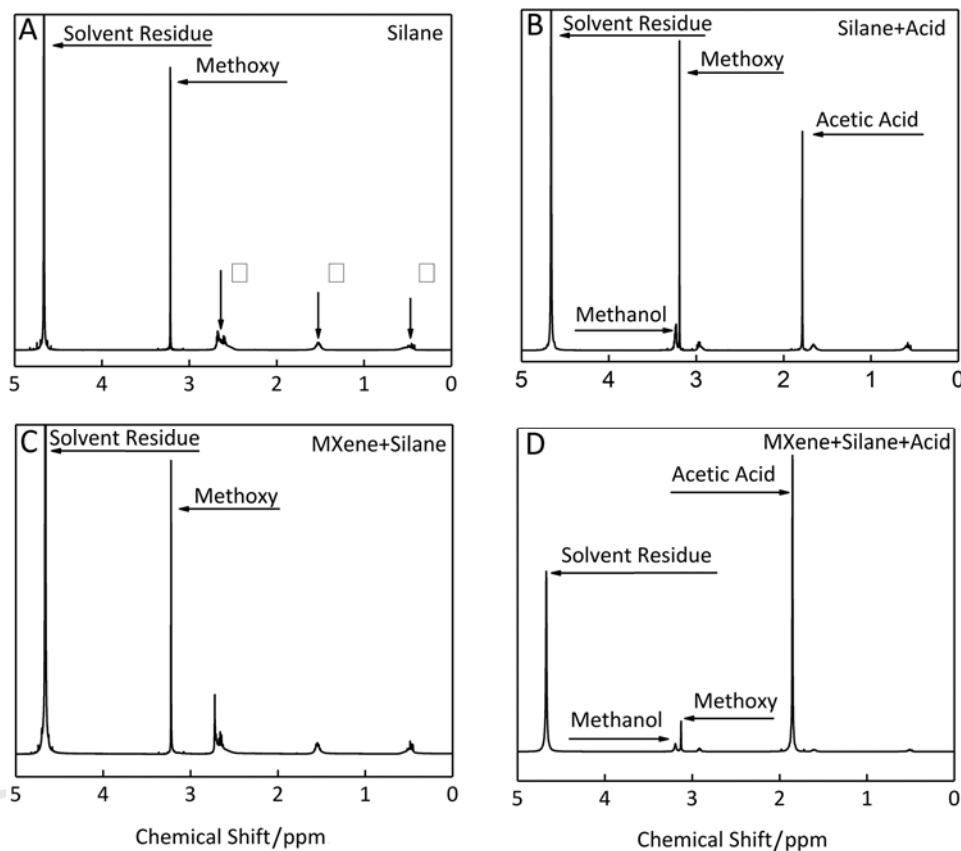 A
Solvent Residue
Silane
Methoxy
5 4 3 2 1 0
B
Solvent Residue
Silane+Acid
Methoxy
Acetic Acid
Methanol
5 4 3 2 1 0
C
Solvent Residue
MXene+Silane
Methoxy
5 4 3 2 1 0
Chemical Shift/ppm
D
MXene+Silane+Acid
Acetic Acid
Solvent Residue
Methoxy
Methanol
5 4 3 2 1 0
Chemical Shift/ppm